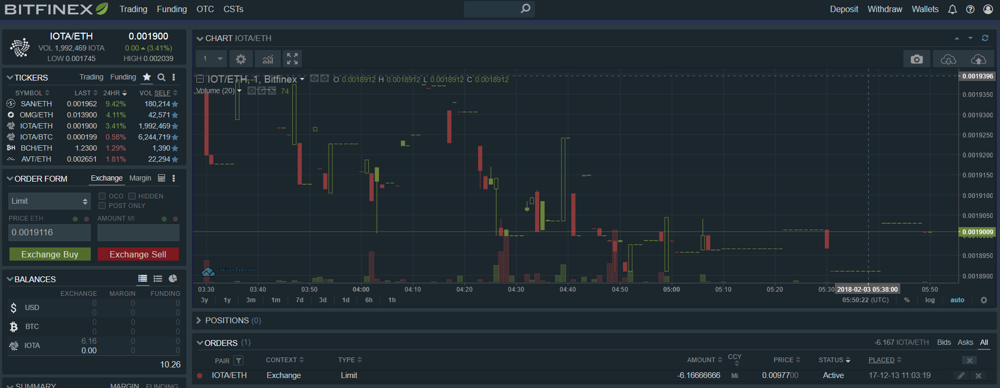 BITFINEX Trading Funding OTC CSTs Deposit Withdraw Wallets
IOTA/ETH 0.001900
VOL 1,992,469 IOTA 0.00 (3.41%)
LOW 0.001745 HIGH 0.002039
TICKERS Trading Funding
SYMBOL LAST 24HR VOL SELF
SAN/ETH 0.001962 9.42% 180,214
OMG/ETH 0.013900 4.11% 42,571
IOTA/ETH 0.001900 3.41% 1,992,469
IOTA/BTC 0.000199 0.58% 6,244,719
BCH/ETH 1.2300 1.29% 1,390
AVT/ETH 0.002651 1.81% 22,294
ORDER FORM Exchange Margin
Limit OCO HIDDEN
POST ONLY
PRICE ETH AMOUNT MI
0.0019116
Exchange Buy Exchange Sell
BALANCES
EXCHANGE MARGIN FUNDING
0 0 0
USD
0 0 0
0 0 0
BTC
0 0 0
6.16 0 0
IOTA
0.00 0 0
10.26
SUMMARY MARGIN FUNDING
CHART IOTA/ETH
1
IOT/ETH, 1, Bitfinex O 0.0018912 H 0.0018912 L 0.0018912 C 0.0018912
Volume (20) 74
0.0019396
0.0019350
0.0019300
0.0019250
0.0019200
0.0019150
0.0019100
0.0019050
0.0019009
0.0018950
0.0018900
charts by TradingView
03:30 03:40 03:50 04:00 04:10 04:20 04:30 04:40 04:50 05:00 05:10 05:20 05:30 2018-02-03 05:38:00 05:50
3y 1y 3m 1m 7d 3d 1d 6h 1h 05:50:22 (UTC) % log auto
POSITIONS (0)
ORDERS (1) -6.167 IOTA/ETH Bids Asks All
PAIR CONTEXT TYPE AMOUNT CCY PRICE STATUS PLACED
IOTA/ETH Exchange Limit -6.16666666 Mi 0.0097700 Active 17-12-13 11:03:19